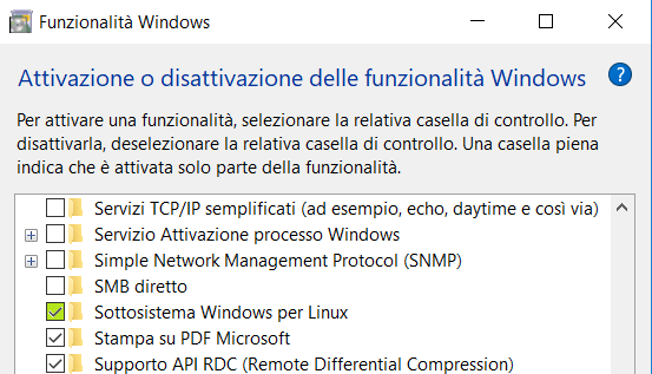 Funzionalità Windows
Attivazione o disattivazione delle funzionalità Windows
?
Per attivare una funzionalità, selezionare la relativa casella di controllo. Per
disattivarla, deselezionare la relativa casella di controllo. Una casella piena
indica che è attivata solo parte della funzionalità.
Servizi TCP/IP semplificati (ad esempio, echo, daytime e così via)
Servizio Attivazione processo Windows
Simple Network Management Protocol (SNMP)
SMB diretto
Sottosistema Windows per Linux
Stampa su PDF Microsoft
Supporto API RDC (Remote Differential Compression)